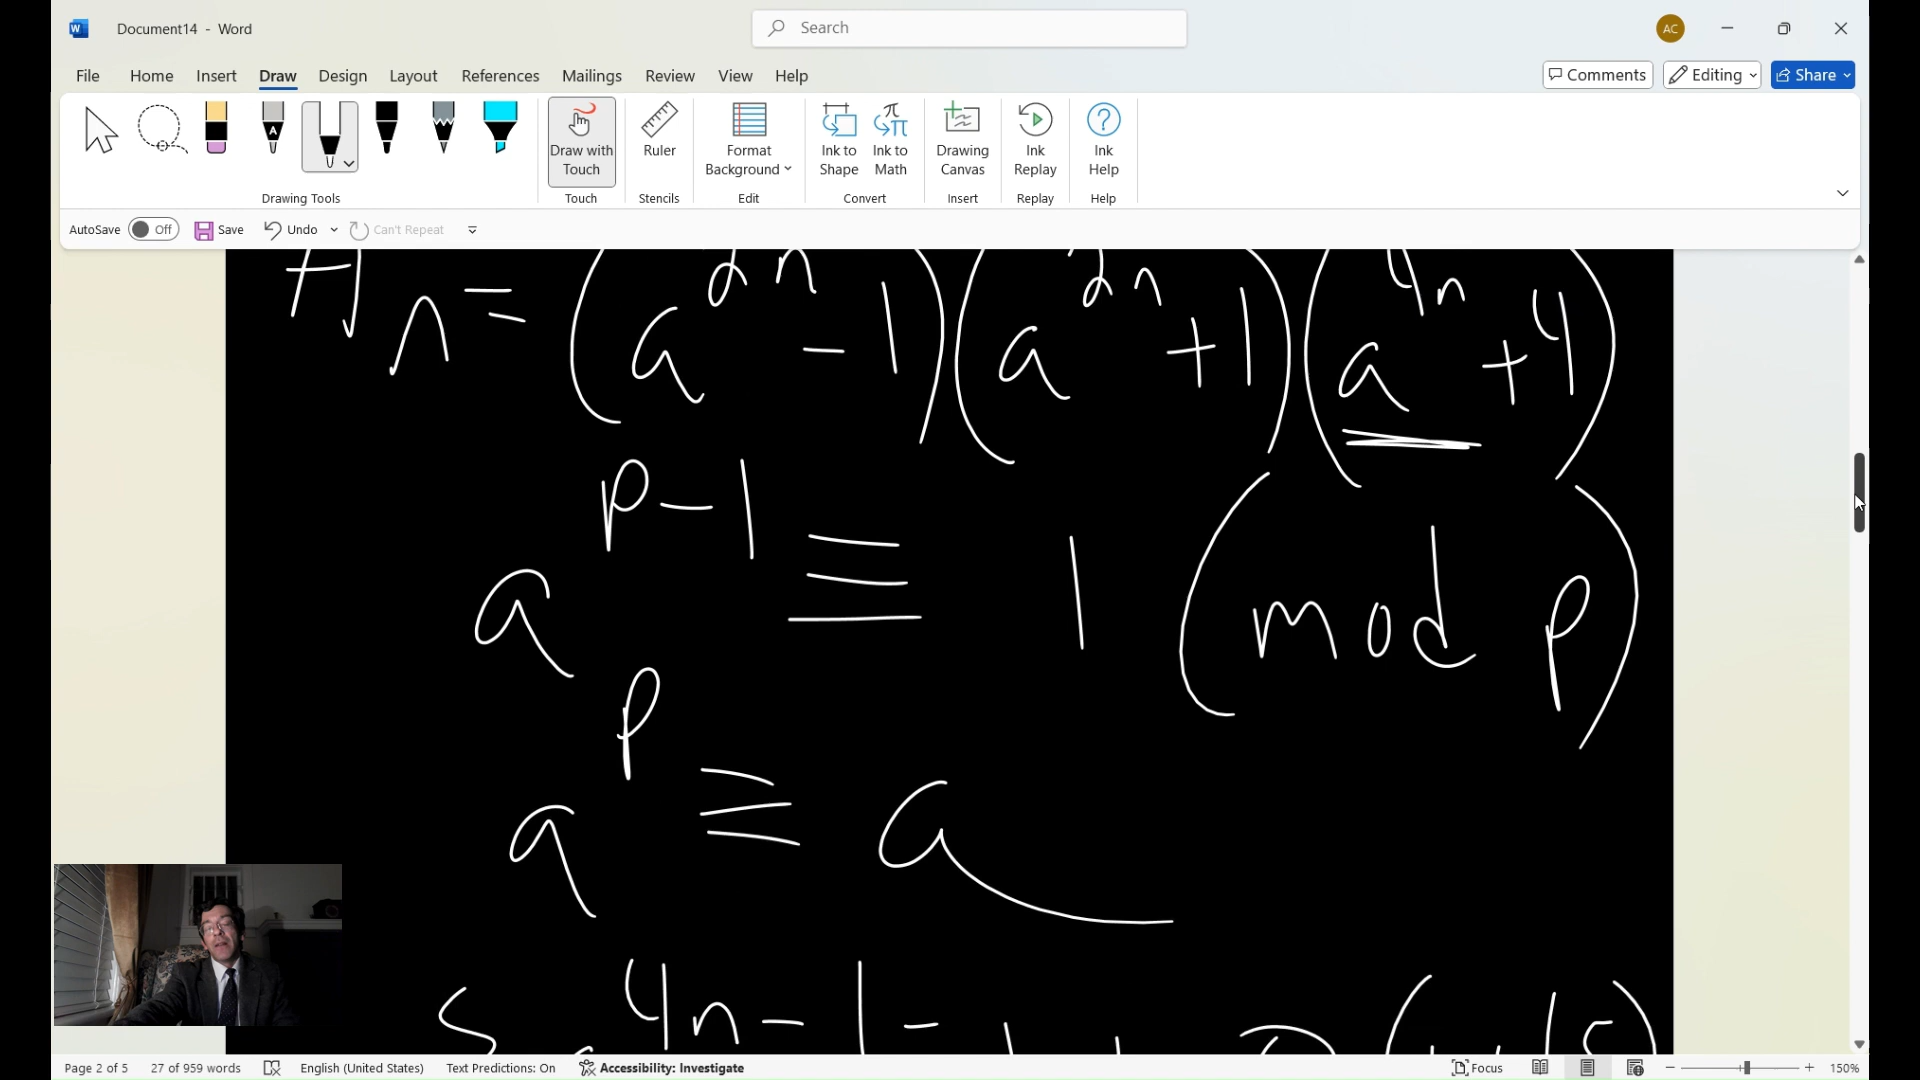 Document14 - Word
Search
AC
File Home Insert Draw Design Layout References Mailings Review View Help
Comments Editing Share
A
Draw with Touch
Ruler
Format Background
Ink to Shape
Ink to Math
Drawing Canvas
Ink Replay
Ink Help
Drawing Tools Touch Stencils Edit Convert Insert Replay Help
AutoSave Off Save Undo Can't Repeat
n = (a^2n - 1)(a^2n + 1)(a^4n + 4)
a^p-1 ≡ 1 (mod p)
a^p ≡ a
4n - 1 -
Page 2 of 5 27 of 959 words English (United States) Text Predictions: On Accessibility: Investigate Focus 150%